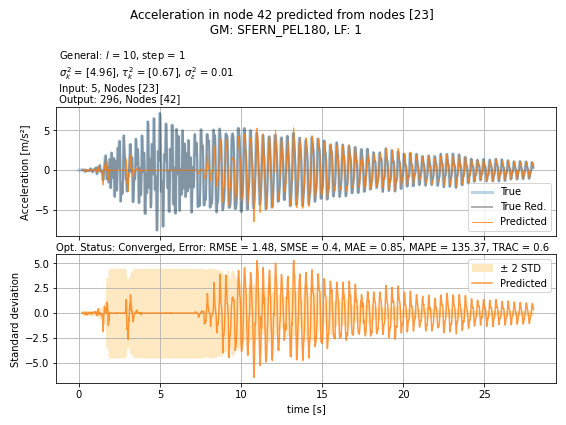 Acceleration in node 42 predicted from nodes [23]
GM: SFERN_PEL180, LF: 1
General: l = 10, step = 1
σ²ₖ = [4.96], τ²ₖ = [0.67], σ²ε = 0.01
Input: 5, Nodes [23]
Output: 296, Nodes [42]
Acceleration [m/s²]
5
0
−5
True
True Red.
Predicted
Opt. Status: Converged, Error: RMSE = 1.48, SMSE = 0.4, MAE = 0.85, MAPE = 135.37, TRAC = 0.6
Standard deviation
5.0
2.5
0.0
−2.5
−5.0
± 2 STD
Predicted
0 5 10 15 20 25
time [s]